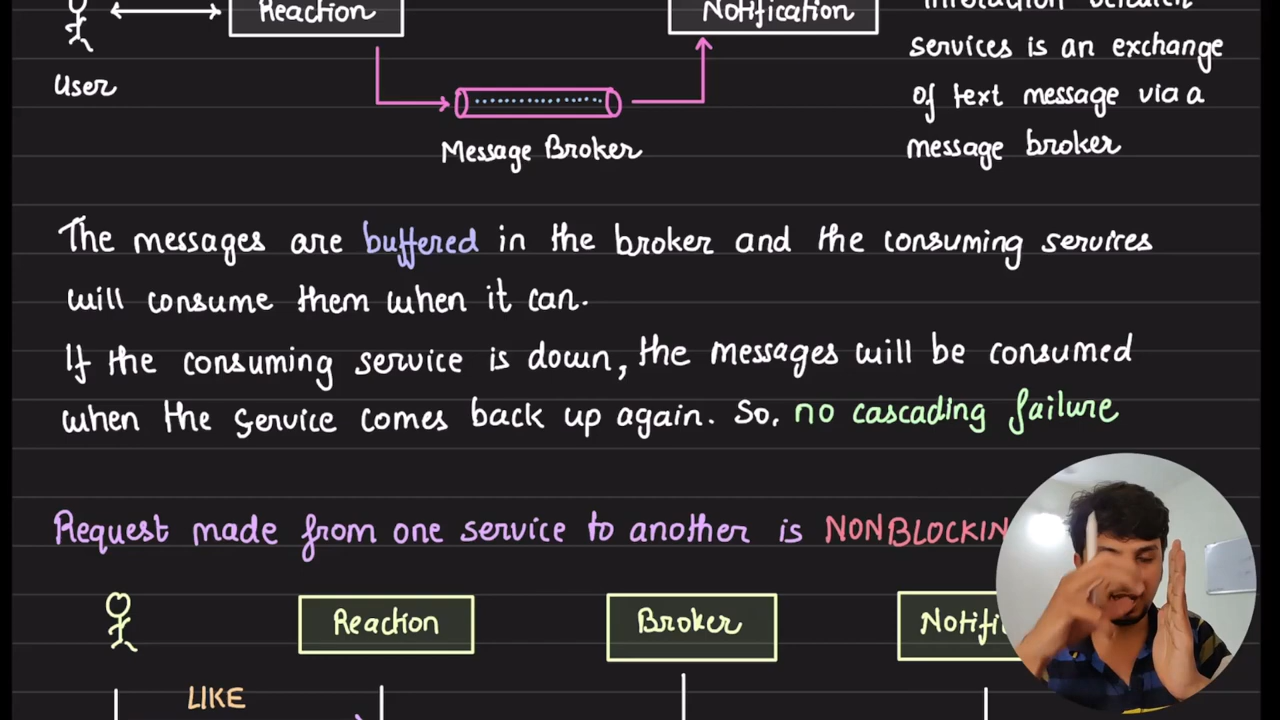 Reaction
Notification
User
Message Broker
services is an exchange
of text message via a
message broker
The messages are buffered in the broker and the consuming services
will consume them when it can.
If the consuming service is down, the messages will be consumed
when the service comes back up again. So, no cascading failure
Request made from one service to another is NONBLOCKIN
Reaction
Broker
Notifi
LIKE